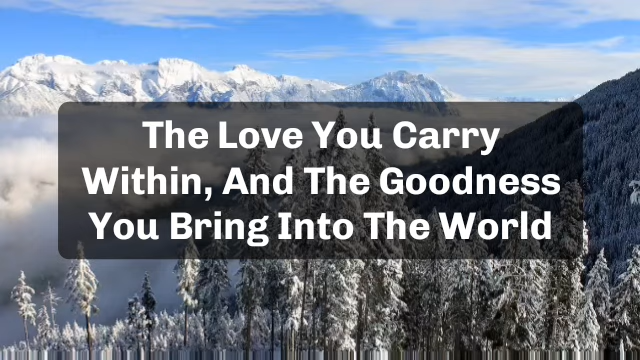 The Love You Carry
Within, And The Goodness
You Bring Into The World